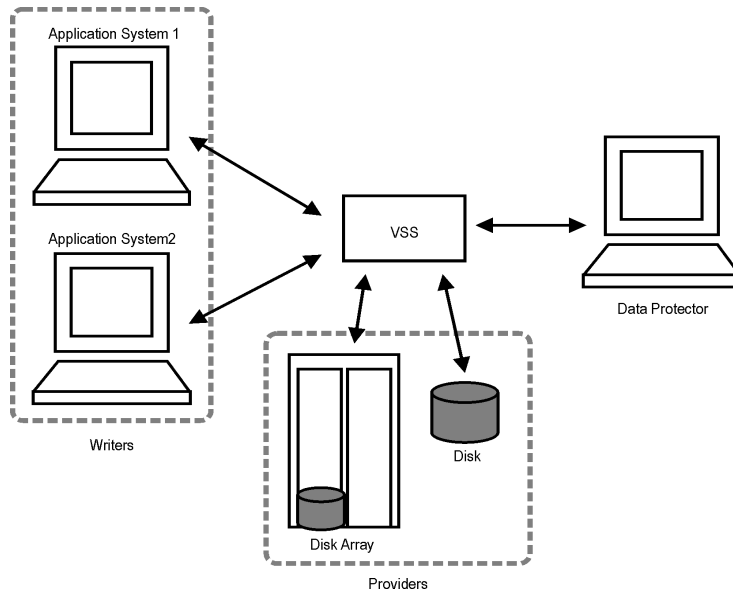 Application System 1
Application System2
Writers
VSS
Data Protector
Disk
Disk Array
Providers